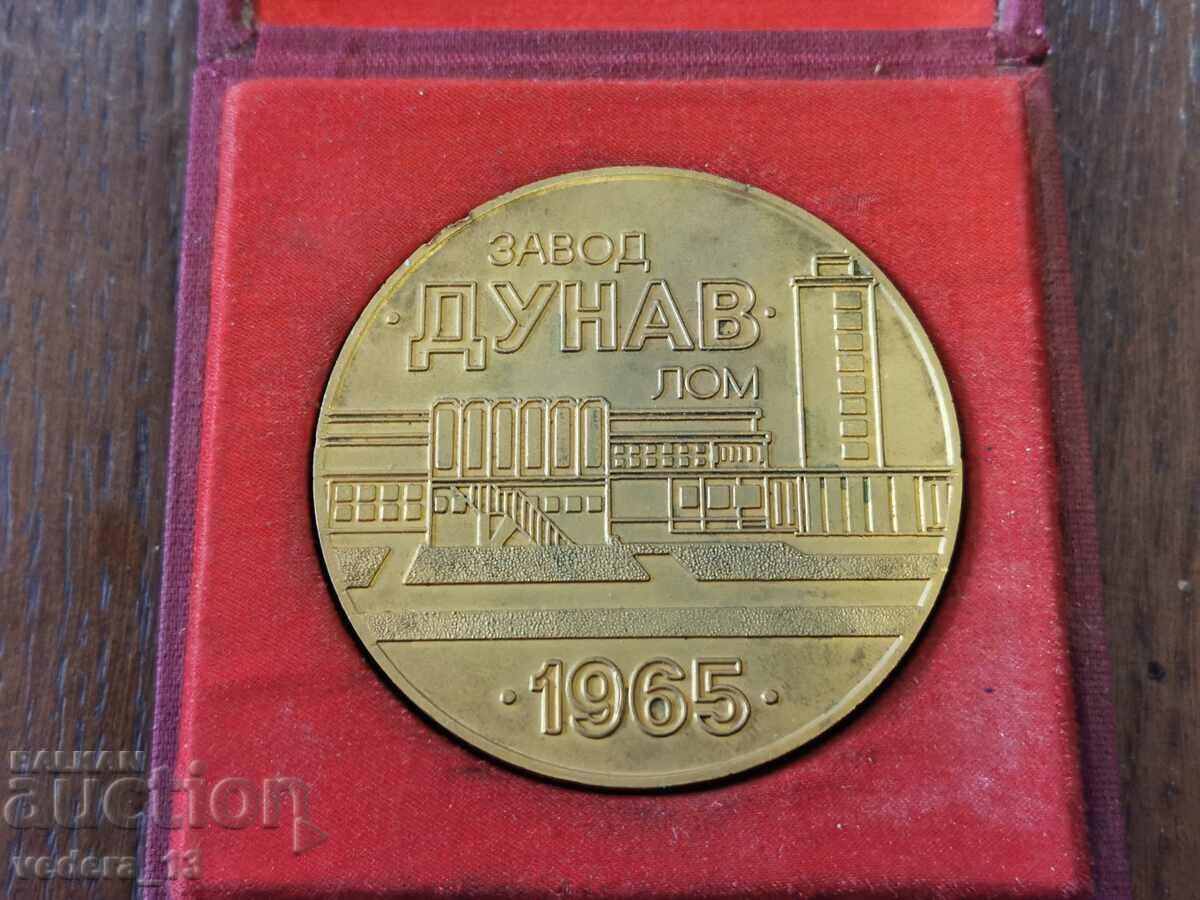 ЗАВОД
· ДУНАВ ·
ЛОМ
· 1965 ·
BALKAN
auction
vedera_13